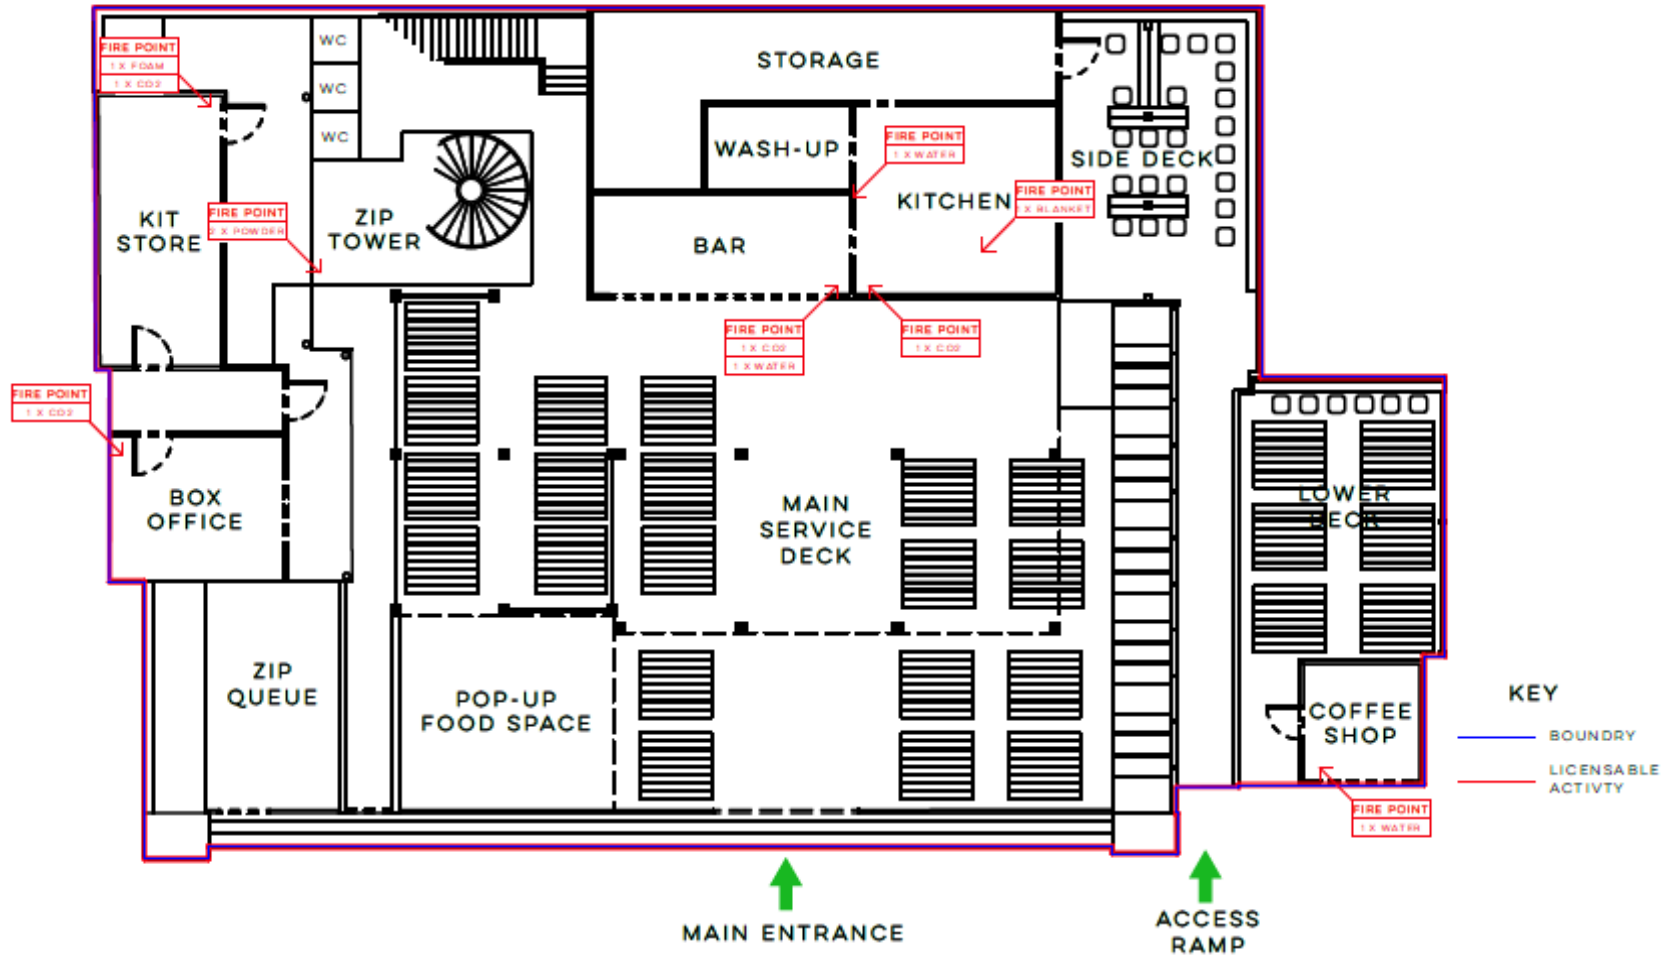 WC
FIRE POINT
1 X FOAM
1 X CO2
STORAGE
WC
WC
WASH-UP
FIRE POINT
1 X WATER
SIDE DECK
KIT
STORE
FIRE POINT
2 X POWDER
ZIP
TOWER
BAR
KITCHEN
FIRE POINT
1 X BLANKET
FIRE POINT
1 X CO2
1 X WATER
FIRE POINT
1 X CO2
FIRE POINT
1 X CO2
BOX
OFFICE
MAIN
SERVICE
DECK
LOWER
DECK
ZIP
QUEUE
POP-UP
FOOD SPACE
COFFEE
SHOP
KEY
BOUNDRY
LICENSABLE
ACTIVTY
FIRE POINT
1 X WATER
MAIN ENTRANCE
ACCESS
RAMP